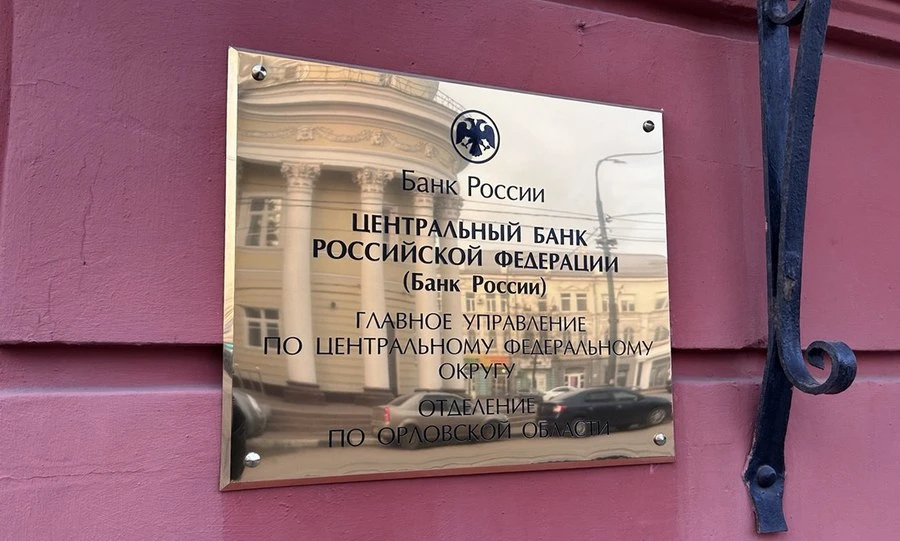 Банк России
ЦЕНТРАЛЬНЫЙ БАНК
РОССИЙСКОЙ ФЕДЕРАЦИИ
(Банк России)
ГЛАВНОЕ УПРАВЛЕНИЕ
ПО ЦЕНТРАЛЬНОМУ ФЕДЕРАЛЬНОМУ
ОКРУГУ
ОТДЕЛЕНИЕ
ПО ОРЛОВСКОЙ ОБЛАСТИ